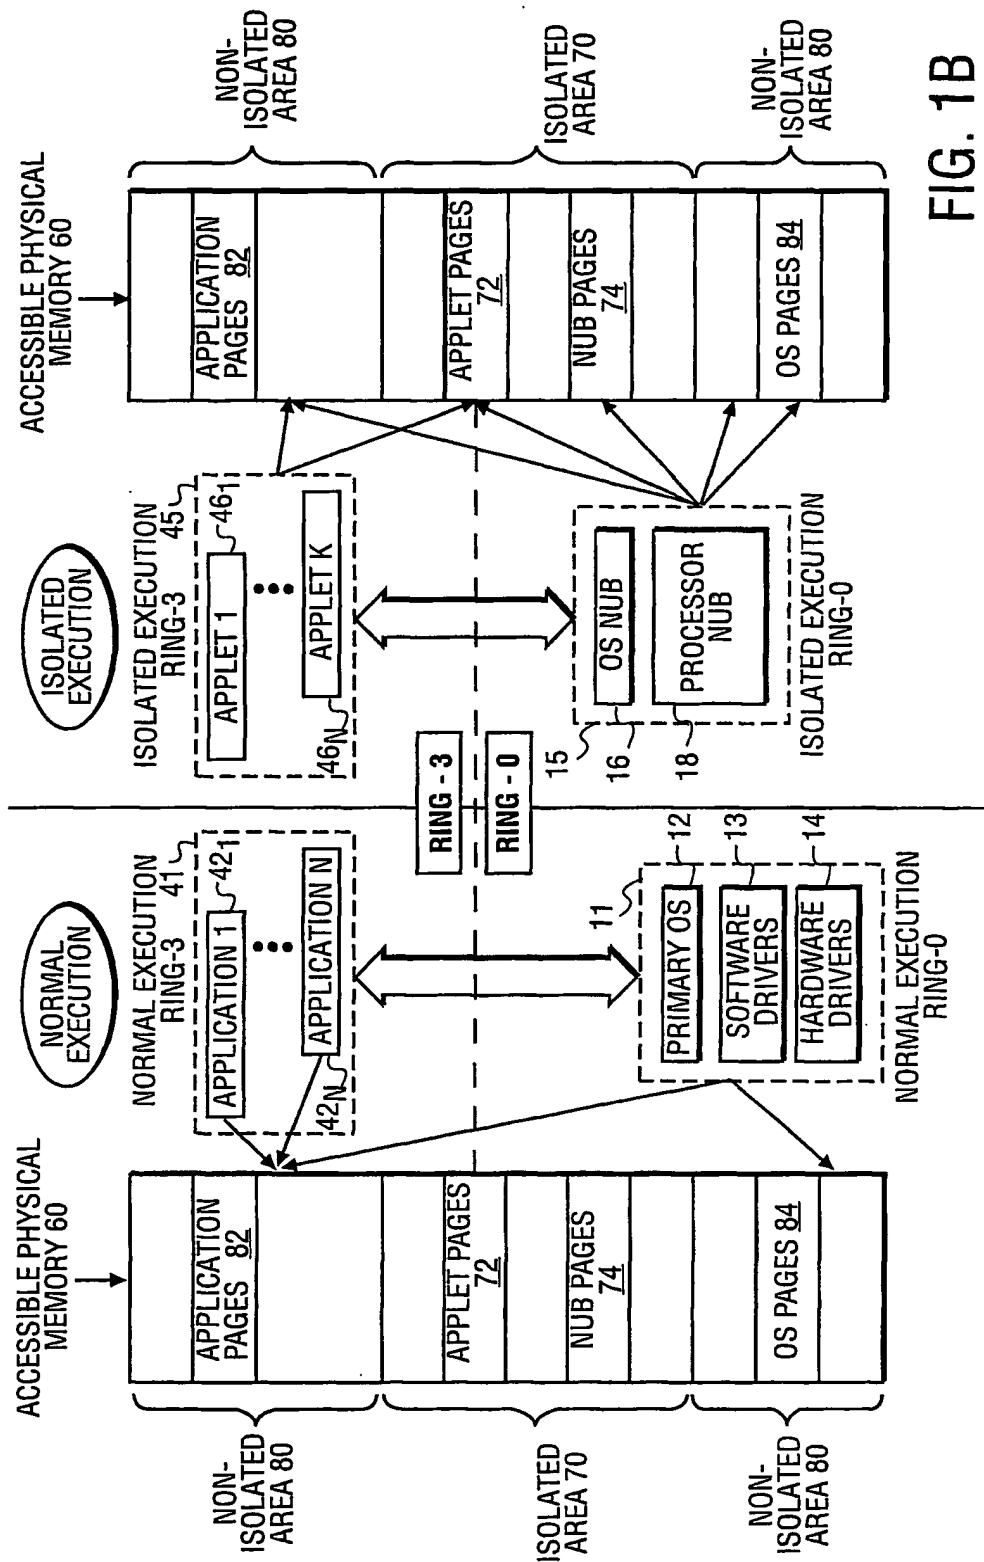 ACCESSIBLE PHYSICAL
MEMORY 60
NON-
ISOLATED
AREA 80
APPLICATION
PAGES 82
ISOLATED
AREA 70
APPLET PAGES
72
NUB PAGES
74
NON-
ISOLATED
AREA 80
OS PAGES 84
NORMAL
EXECUTION
NORMAL EXECUTION
RING-3
41
APPLICATION 1
42₁
APPLICATION N
42N
11
PRIMARY OS
12
SOFTWARE
DRIVERS
13
HARDWARE
DRIVERS
14
NORMAL EXECUTION
RING-0
RING - 3
RING - 0
ISOLATED
EXECUTION
ISOLATED EXECUTION
RING-3
45
APPLET 1
46₁
APPLET K
46N
15
OS NUB
16
PROCESSOR
NUB
18
ISOLATED EXECUTION
RING-0
ACCESSIBLE PHYSICAL
MEMORY 60
APPLICATION
PAGES 82
NON-
ISOLATED
AREA 80
APPLET PAGES
72
NUB PAGES
74
ISOLATED
AREA 70
OS PAGES 84
NON-
ISOLATED
AREA 80
FIG. 1B